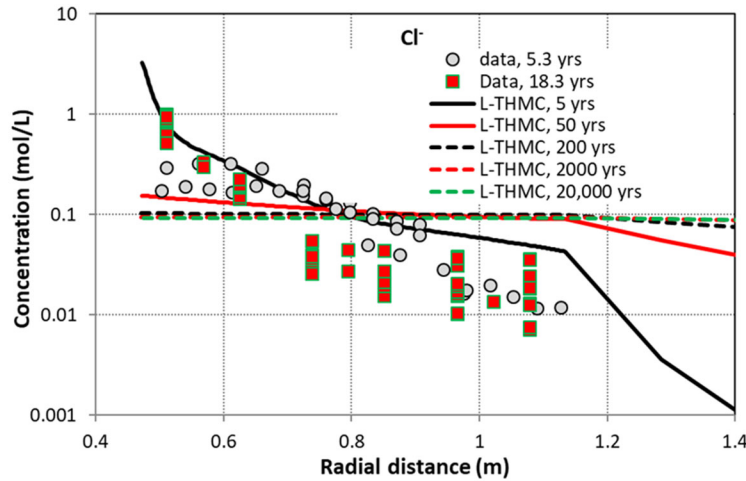 Cl-
data, 5.3 yrs
Data, 18.3 yrs
L-THMC, 5 yrs
L-THMC, 50 yrs
L-THMC, 200 yrs
L-THMC, 2000 yrs
L-THMC, 20,000 yrs
Concentration (mol/L)
10
1
0.1
0.01
0.001
0.4 0.6 0.8 1 1.2 1.4
Radial distance (m)